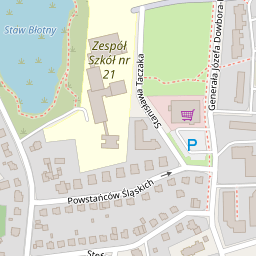 Staw Błotny
Zespół
Szkół nr
21
Stanisława Taczaka
Generała Józefa Dowbora-
P
Powstańców Śląskich